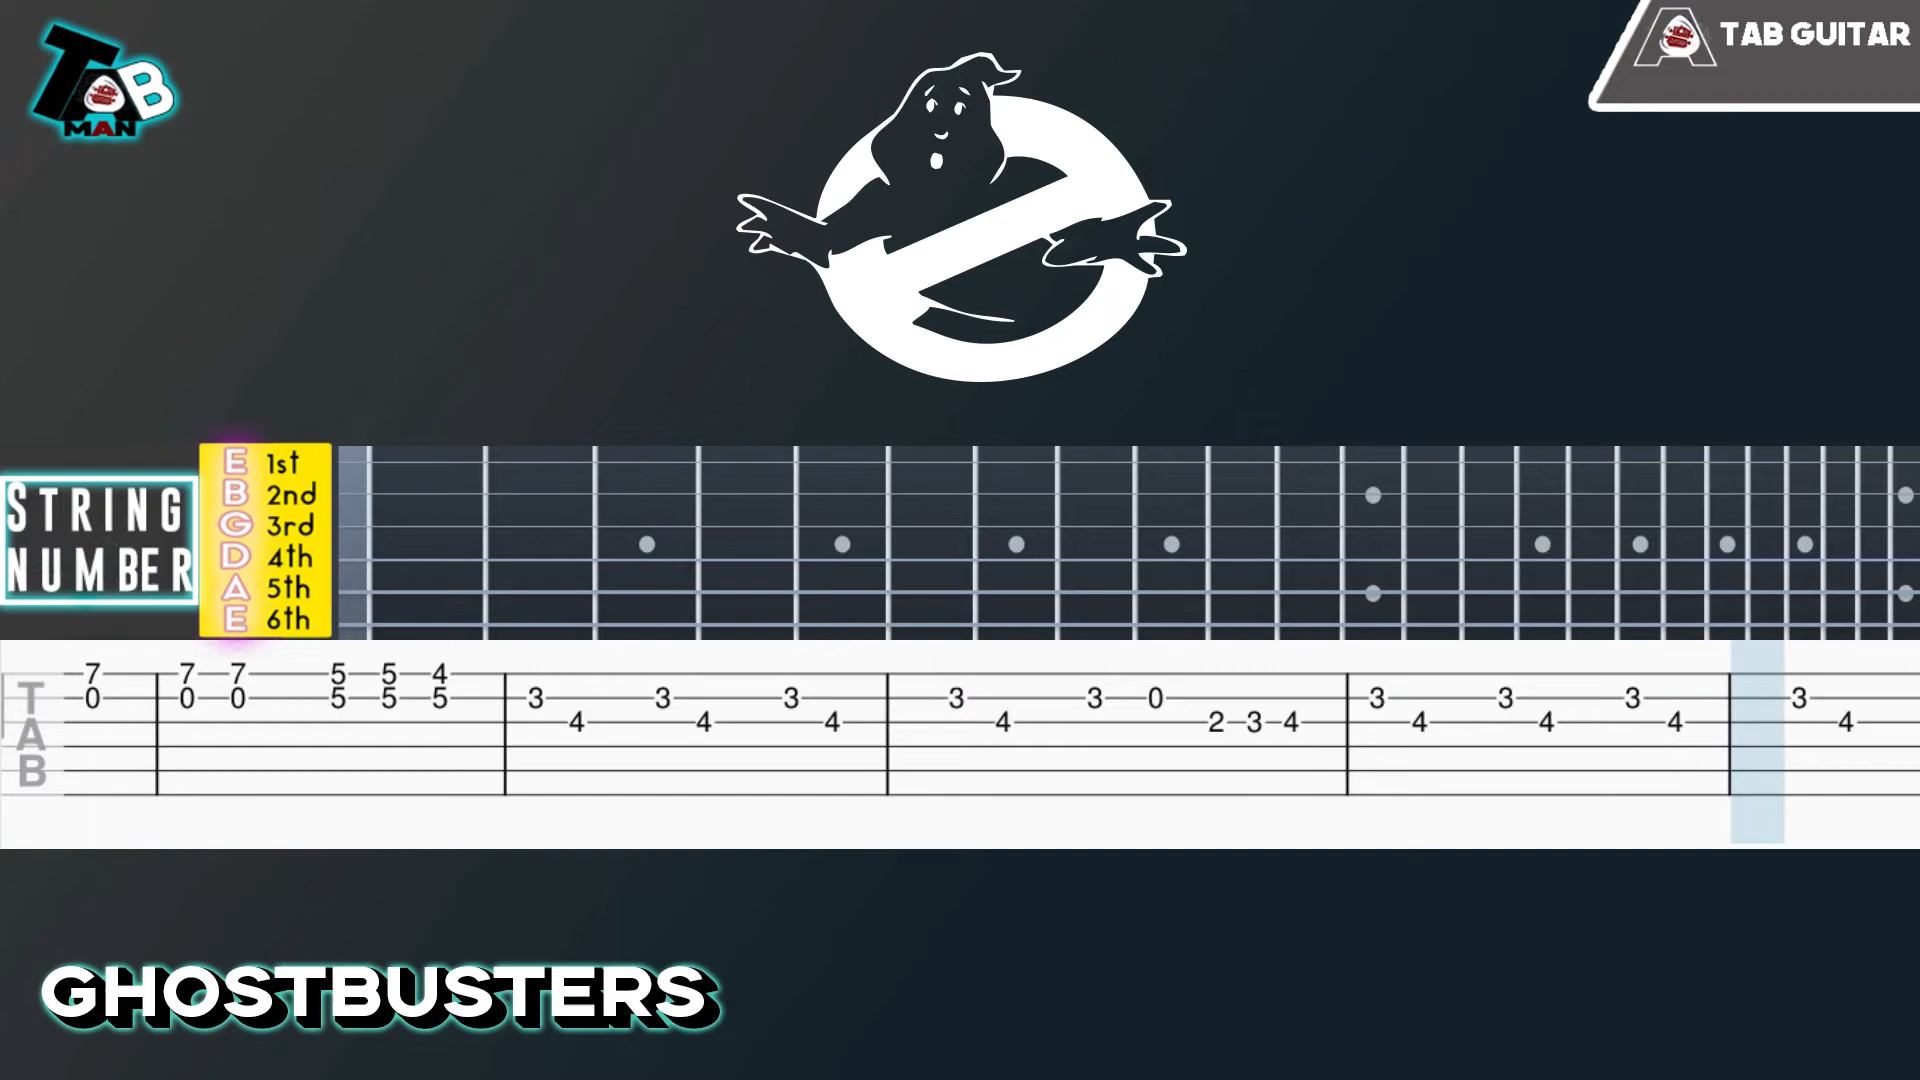 TAB
MAN
A TAB GUITAR
STRING
NUMBER
E 1st
B 2nd
G 3rd
D 4th
A 5th
E 6th
T
A
B
7 7 7 5 5 4
0 0 0 5 5 5 3 3 3 3 3 0 3 3 3 3
4 4 4 4 2 3 4 4 4 4 4
GHOSTBUSTERS